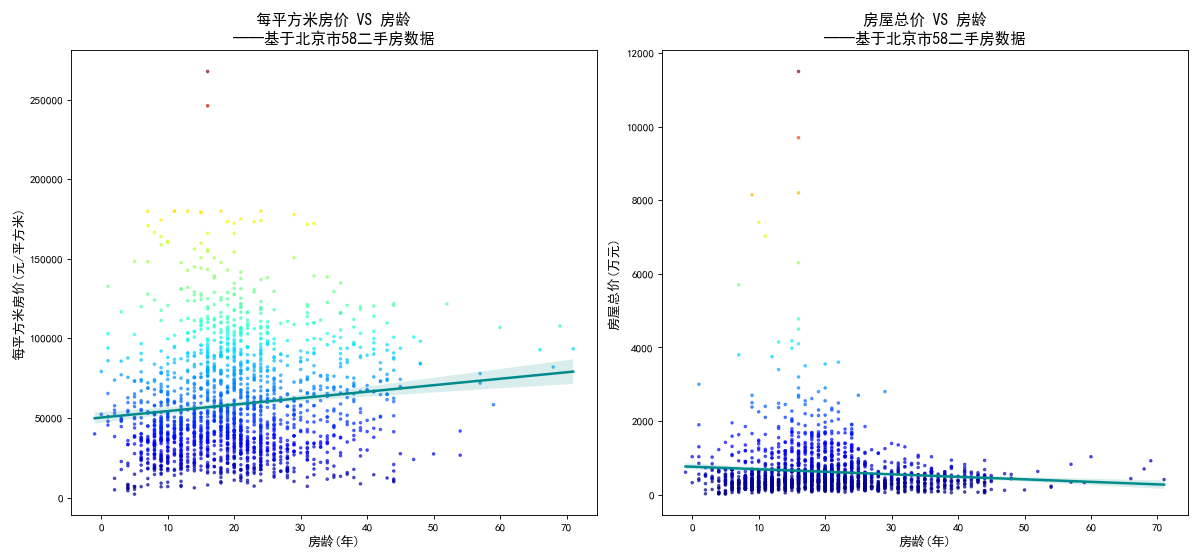 每平方米房价 VS 房龄
——基于北京市58二手房数据
250000
200000
150000
100000
50000
0
每平方米房价(元/平方米)
0 10 20 30 40 50 60 70
房龄(年)
房屋总价 VS 房龄
——基于北京市58二手房数据
12000
10000
8000
6000
4000
2000
0
房屋总价(万元)
0 10 20 30 40 50 60 70
房龄(年)